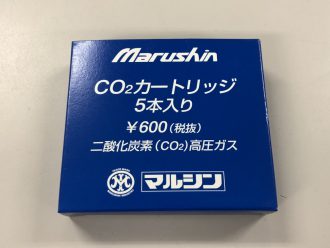 Marushin
CO₂カートリッジ
5本入り
¥600(税抜)
二酸化炭素(CO₂)高圧ガス
マルシン